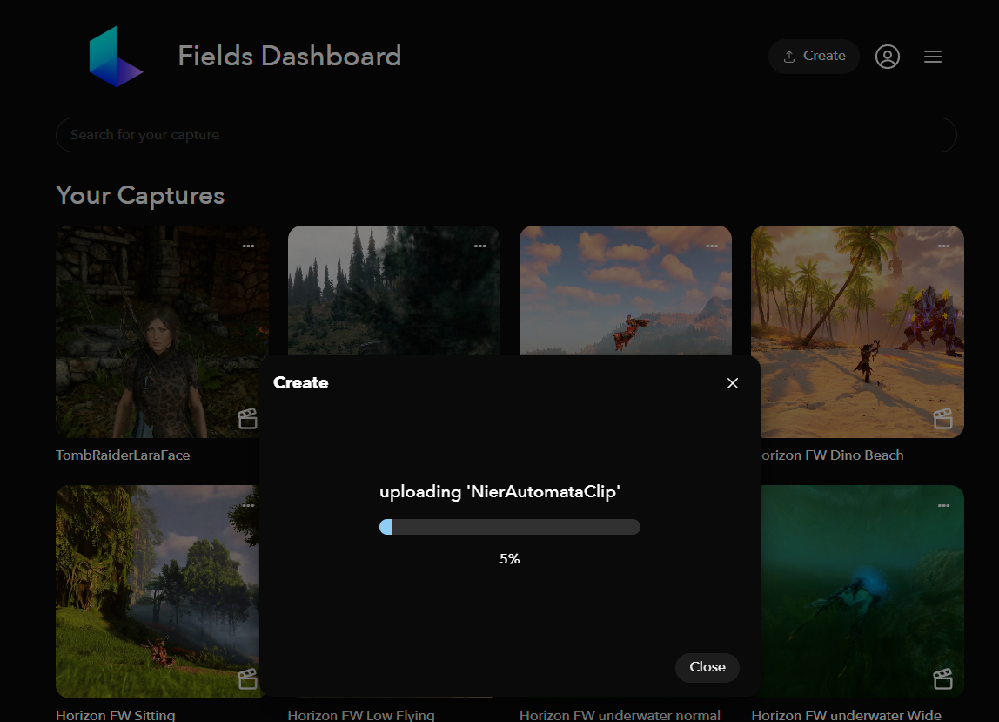 Fields Dashboard
Create
Search for your capture
Your Captures
TombRaiderLaraFace
orizon FW Dino Beach
Create
uploading 'NierAutomataClip'
5%
Close
Horizon FW Sitting
Horizon FW Low Flying
Horizon FW underwater normal
Horizon FW underwater Wide